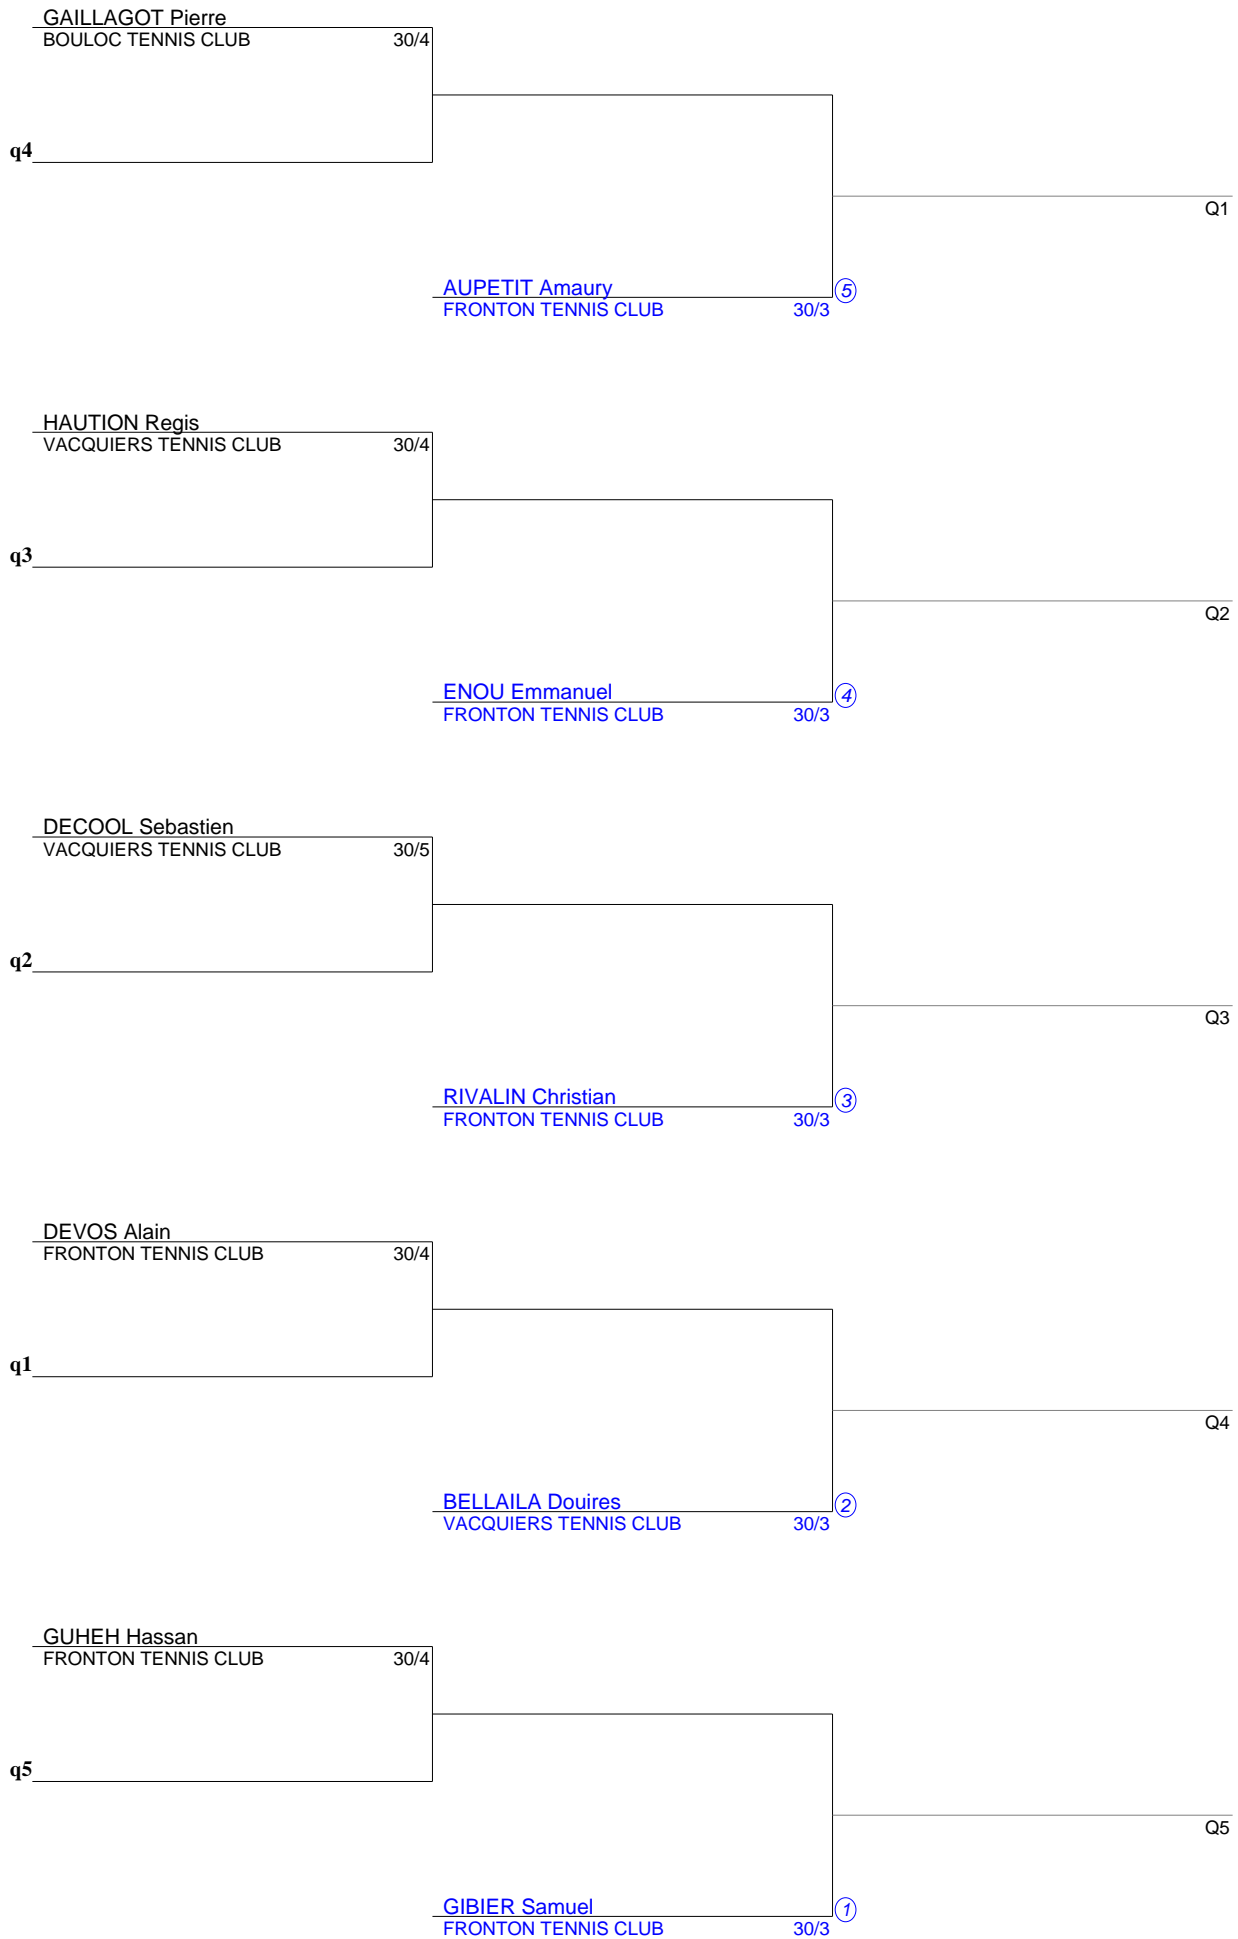 GAILLAGOT Pierre
BOULOC TENNIS CLUB 30/4
q4
Q1
AUPETIT Amaury 5
FRONTON TENNIS CLUB 30/3
HAUTION Regis
VACQUIERS TENNIS CLUB 30/4
q3
Q2
ENOU Emmanuel 4
FRONTON TENNIS CLUB 30/3
DECOOL Sebastien
VACQUIERS TENNIS CLUB 30/5
q2
Q3
RIVALIN Christian 3
FRONTON TENNIS CLUB 30/3
DEVOS Alain
FRONTON TENNIS CLUB 30/4
q1
Q4
BELLAILA Douires 2
VACQUIERS TENNIS CLUB 30/3
GUHEH Hassan
FRONTON TENNIS CLUB 30/4
q5
Q5
GIBIER Samuel 1
FRONTON TENNIS CLUB 30/3